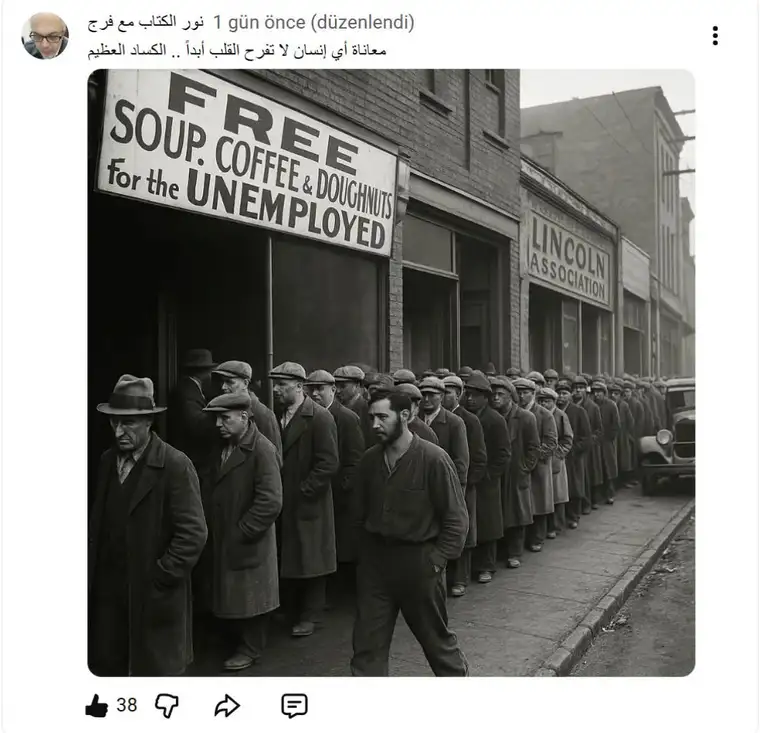 نور الكتاب مع فرج 1 gün önce (düzenlendi)
معاناة أي إنسان لا تفرح القلب أبداً .. الكساد العظيم
FREE
SOUP. COFFEE & DOUGHNUTS
for the UNEMPLOYED
LINCOLN
ASSOCIATION
38